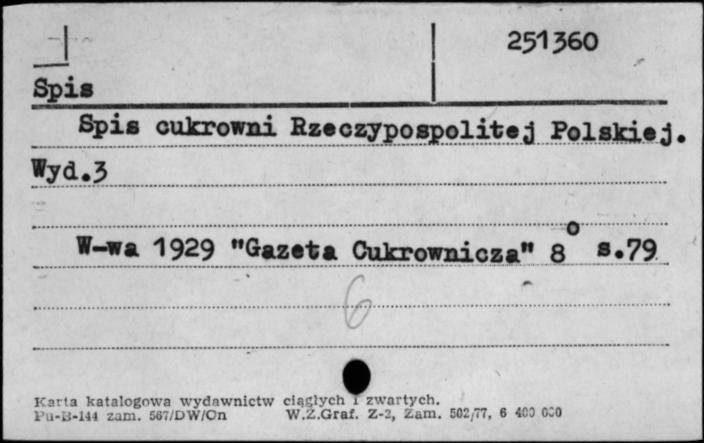 251360
Spis
Spis cukrowni Rzeczypospolitej Polskiej.
Wyd.3
W-wa 1929 "Gazeta Cukrownicza" 8° s.79
6
Karta katalogowa wydawnictw ciągłych i zwartych.
Pu-B-144 zam. 567/DW/On W.Z.Graf. Z-2, Zam. 502/77, 6 400 000